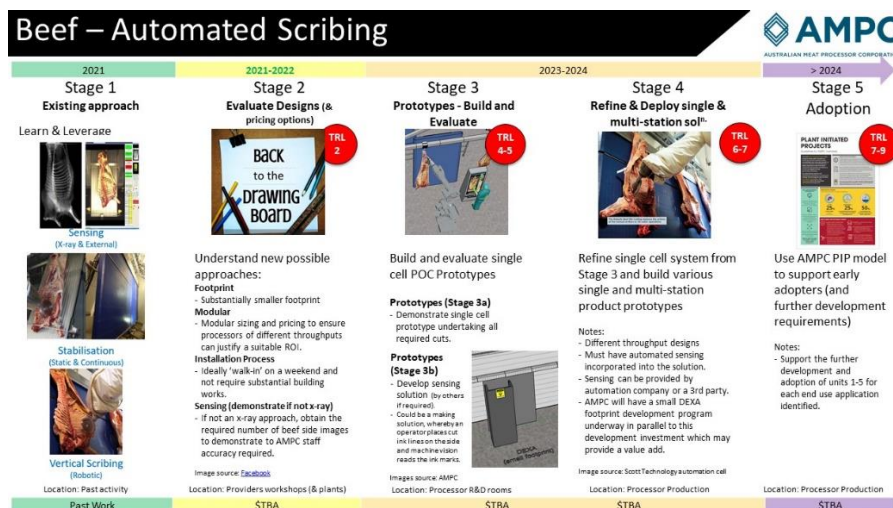 Beef – Automated Scribing
AMPC
AUSTRALIAN MEAT PROCESSOR CORPORATI
2021
2021-2022
2023-2024
> 2024
Stage 1
Existing approach
Learn & Leverage
Sensing
(X-ray & External)
Stabilisation
(Static & Continuous)
Vertical Scribing
(Robotic)
Location: Past activity
Past Work
Stage 2
Evaluate Designs (&
pricing options)
TRL
2
BACK
to the
DRAWING
BOARD
Understand new possible
approaches:
Footprint
- Substantially smaller footprint
Modular
- Modular sizing and pricing to ensure
processors of different throughputs
can justify a suitable ROI.
Installation Process
- Ideally 'walk-in' on a weekend and
not require substantial building
works.
Sensing (demonstrate if not x-ray)
- If not an x-ray approach, obtain the
required number of beef side images
to demonstrate to AMPC staff
accuracy required.
Image source: Facebook
Location: Providers workshops (& plants)
$TBA
Stage 3
Prototypes - Build and
Evaluate
TRL
4-5
Build and evaluate single
cell POC Prototypes
Prototypes (Stage 3a)
- Demonstrate single cell
prototype undertaking all
required cuts.
Prototypes
(Stage 3b)
- Develop sensing
solution (by others
if required).
- Could be a making
solution, whereby an
operator places cut
ink lines on the side
and machine vision
reads the ink marks.
DEXA
(small footprint)
Images source: AMPC
Location: Processor R&D rooms
$TBA
Stage 4
Refine & Deploy single &
multi-station solⁿ·
TRL
6-7
Refine single cell system from
Stage 3 and build various
single and multi-station
product prototypes
Notes:
- Different throughput designs
- Must have automated sensing
incorporated into the solution.
- Sensing can be provided by
automation company or a 3rd party.
- AMPC will have a small DEXA
footprint development program
underway in parallel to this
development investment which may
provide a value add.
Image source: Scott Technology automation cell
Location: Processor Production
$TBA
Stage 5
Adoption
TRL
7-9
PLANT INITIATED
PROJECTS
Use AMPC PIP model
to support early
adopters (and
further development
requirements)
Notes:
- Support the further
development and
adoption of units 1-5 for
each end use application
identified.
Location: Processor Production
$TBA